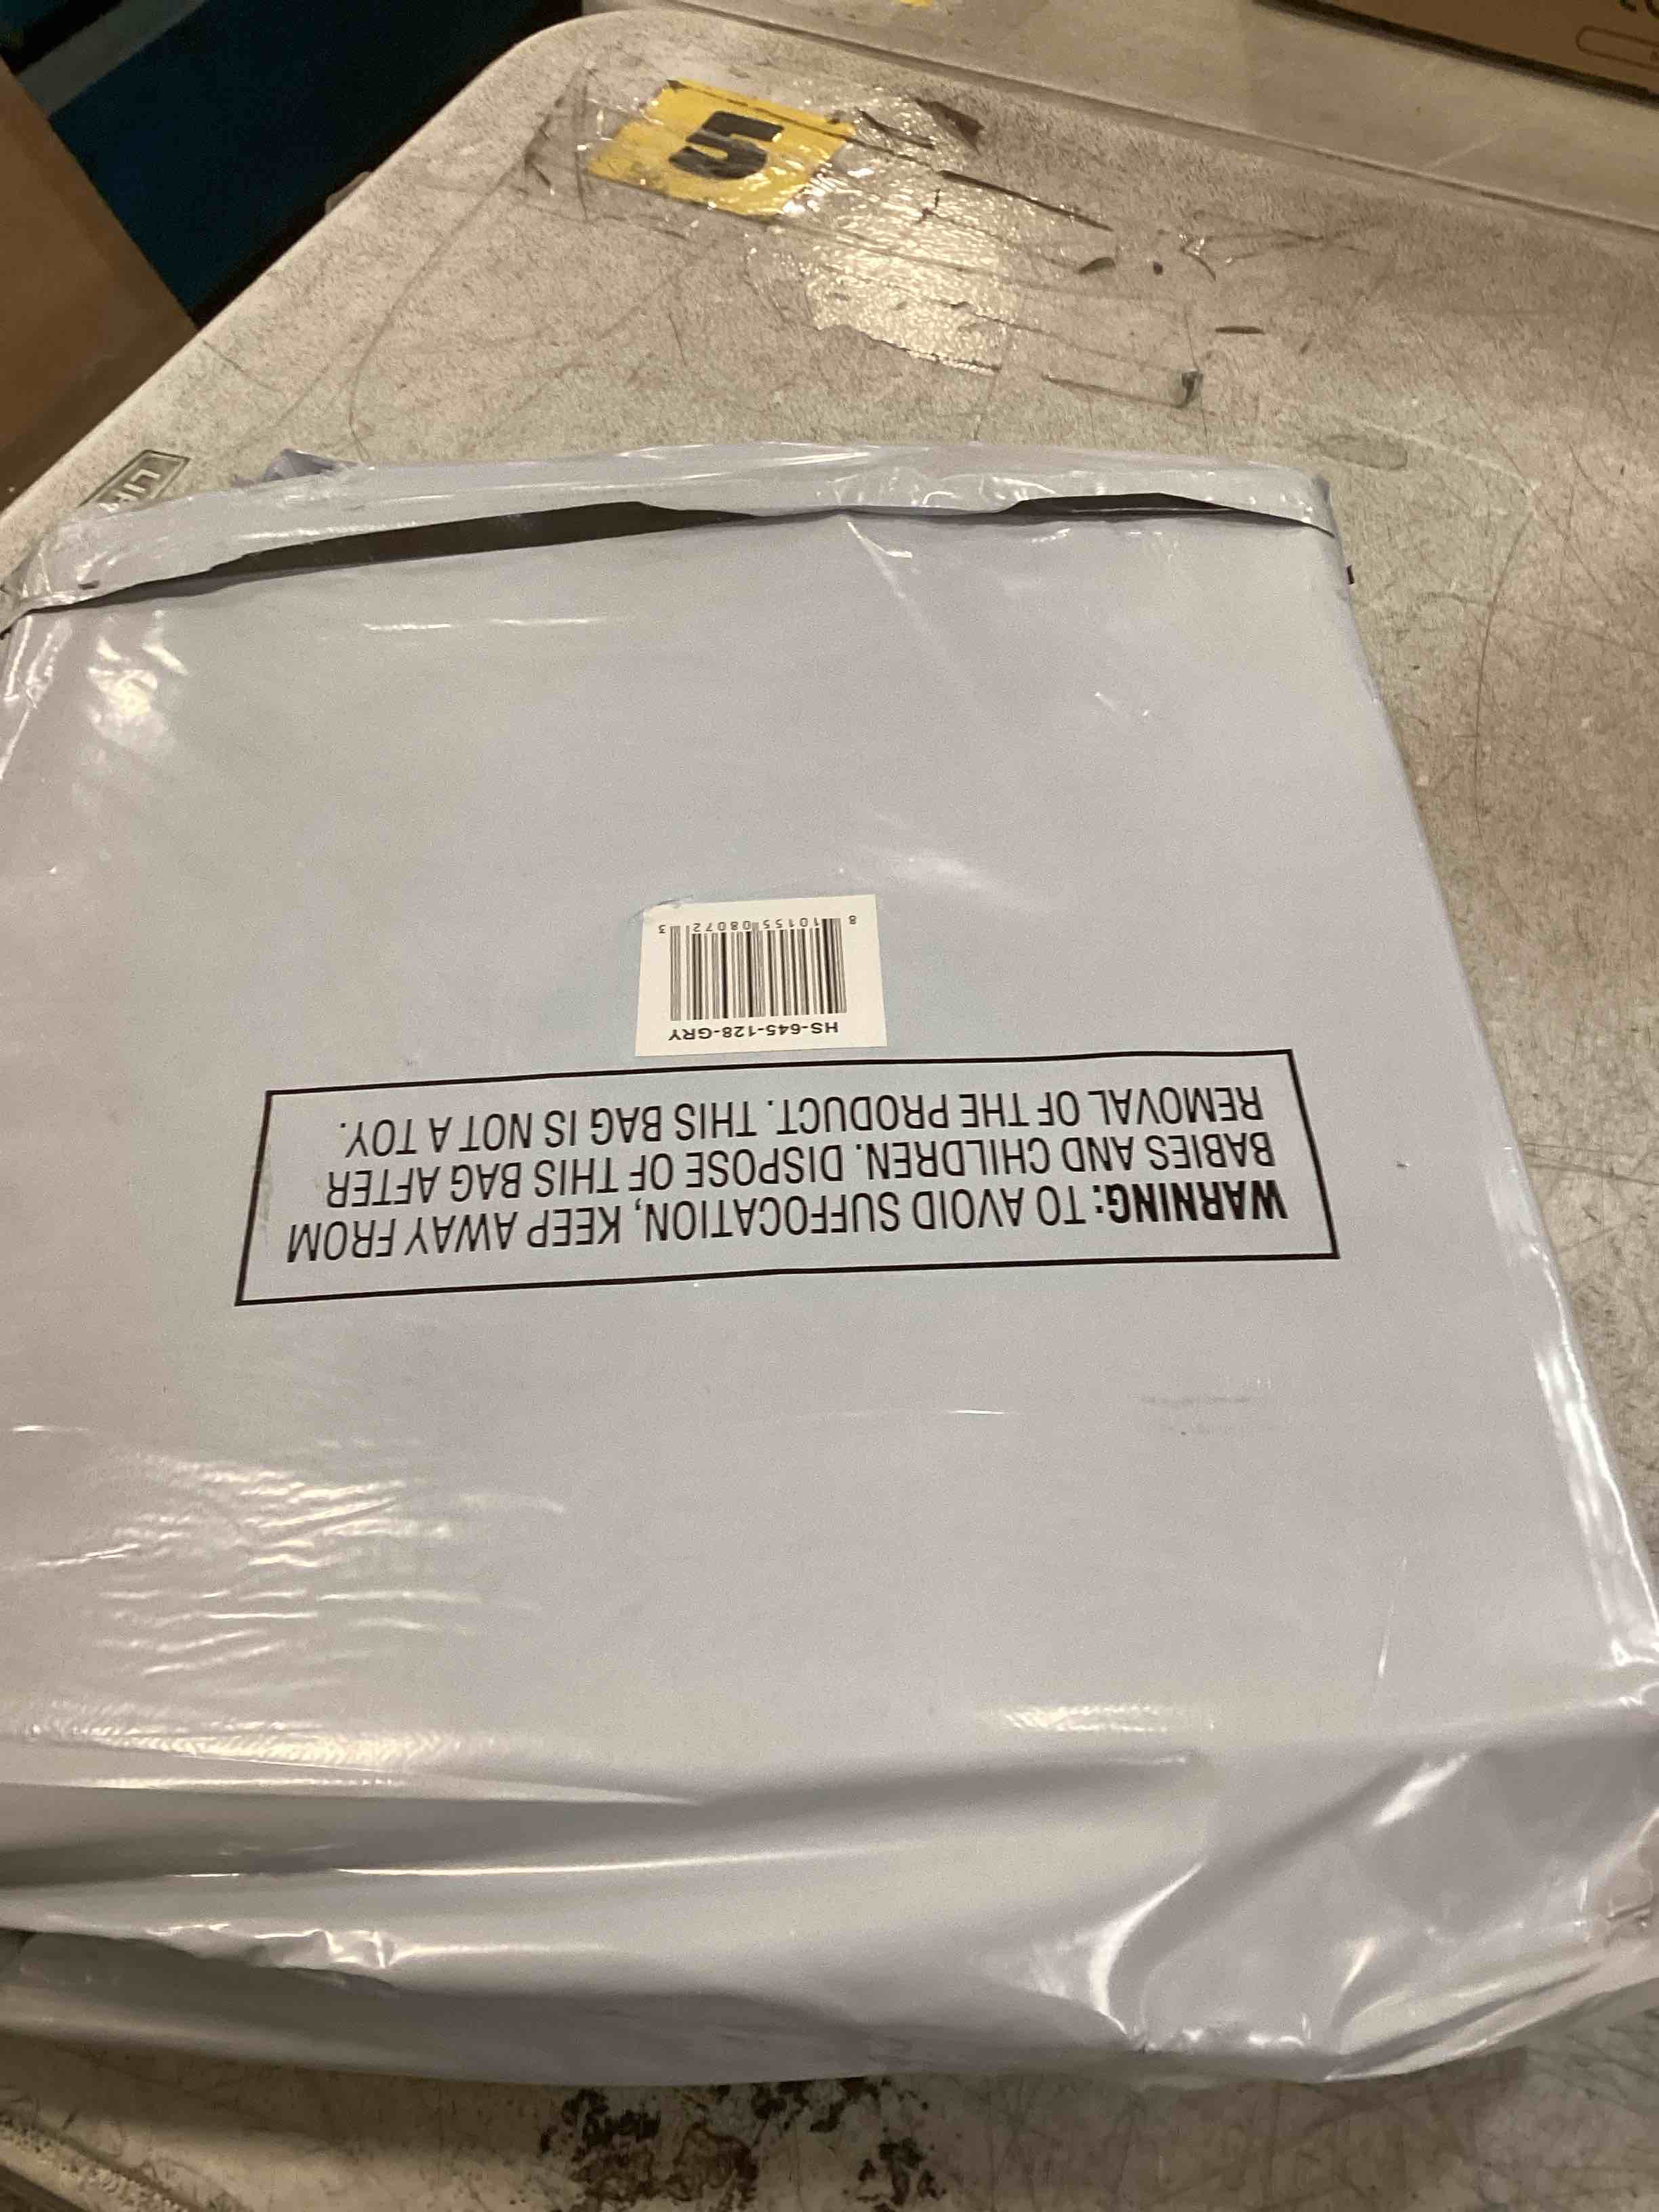 WARNING: TO AVOID SUFFOCATION, KEEP AWAY FROM
BABIES AND CHILDREN. DISPOSE OF THIS BAG AFTER
REMOVAL OF THE PRODUCT. THIS BAG IS NOT A TOY.
HS-645-128-GRY
8 10155 08072 3
5